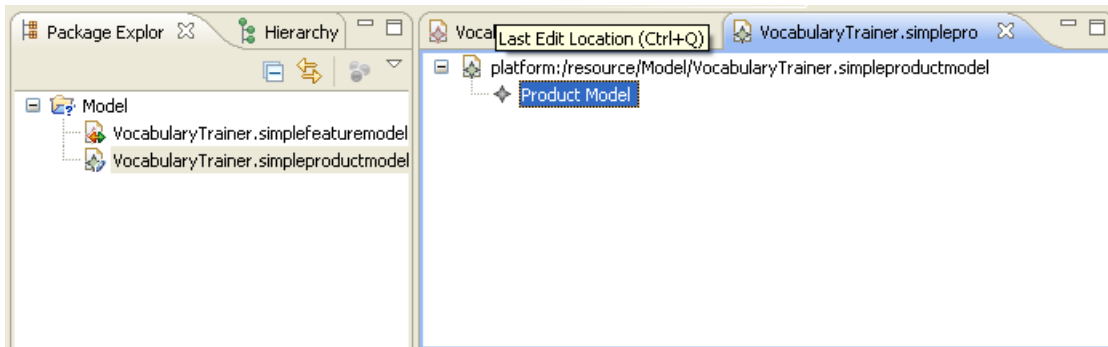 Package Explor
Hierarchy
Voca
Last Edit Location (Ctrl+Q)
VocabularyTrainer.simplepro
platform:/resource/Model/VocabularyTrainer.simpleproductmodel
Product Model
Model
VocabularyTrainer.simplefeaturemodel
VocabularyTrainer.simpleproductmodel